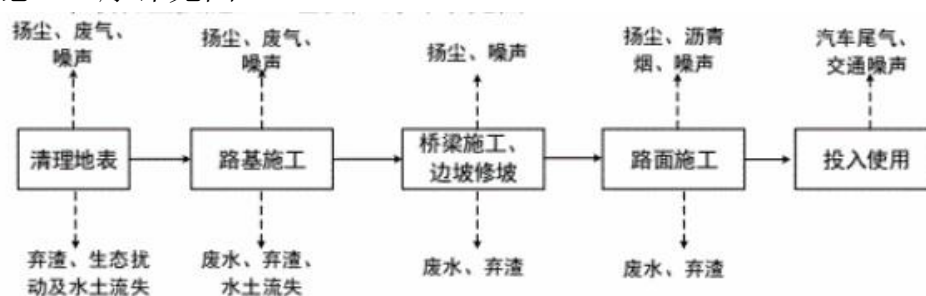 扬尘、废气、
噪声
扬尘、废气、
噪声
扬尘、噪声
扬尘、沥青
烟、噪声
汽车尾气、
交通噪声
清理地表
路基施工
桥梁施工、
边坡修坡
路面施工
投入使用
弃渣、生态扰
动及水土流失
废水、弃渣、
水土流失
废水、弃渣
废水、弃渣